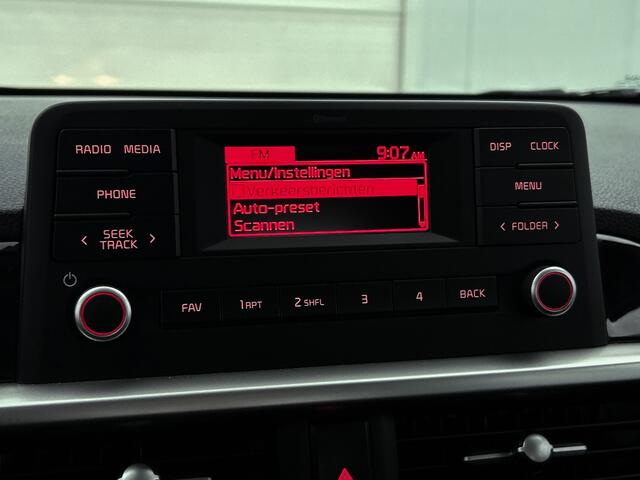 Bluetooth
RADIO MEDIA
PHONE
< SEEK TRACK >
FM 9:07 AM
Menu/Instellingen
Verkeersberichten
Auto-preset
Scannen
DISP CLOCK
MENU
< FOLDER >
FAV 1 RPT 2 SHFL 3 4 BACK